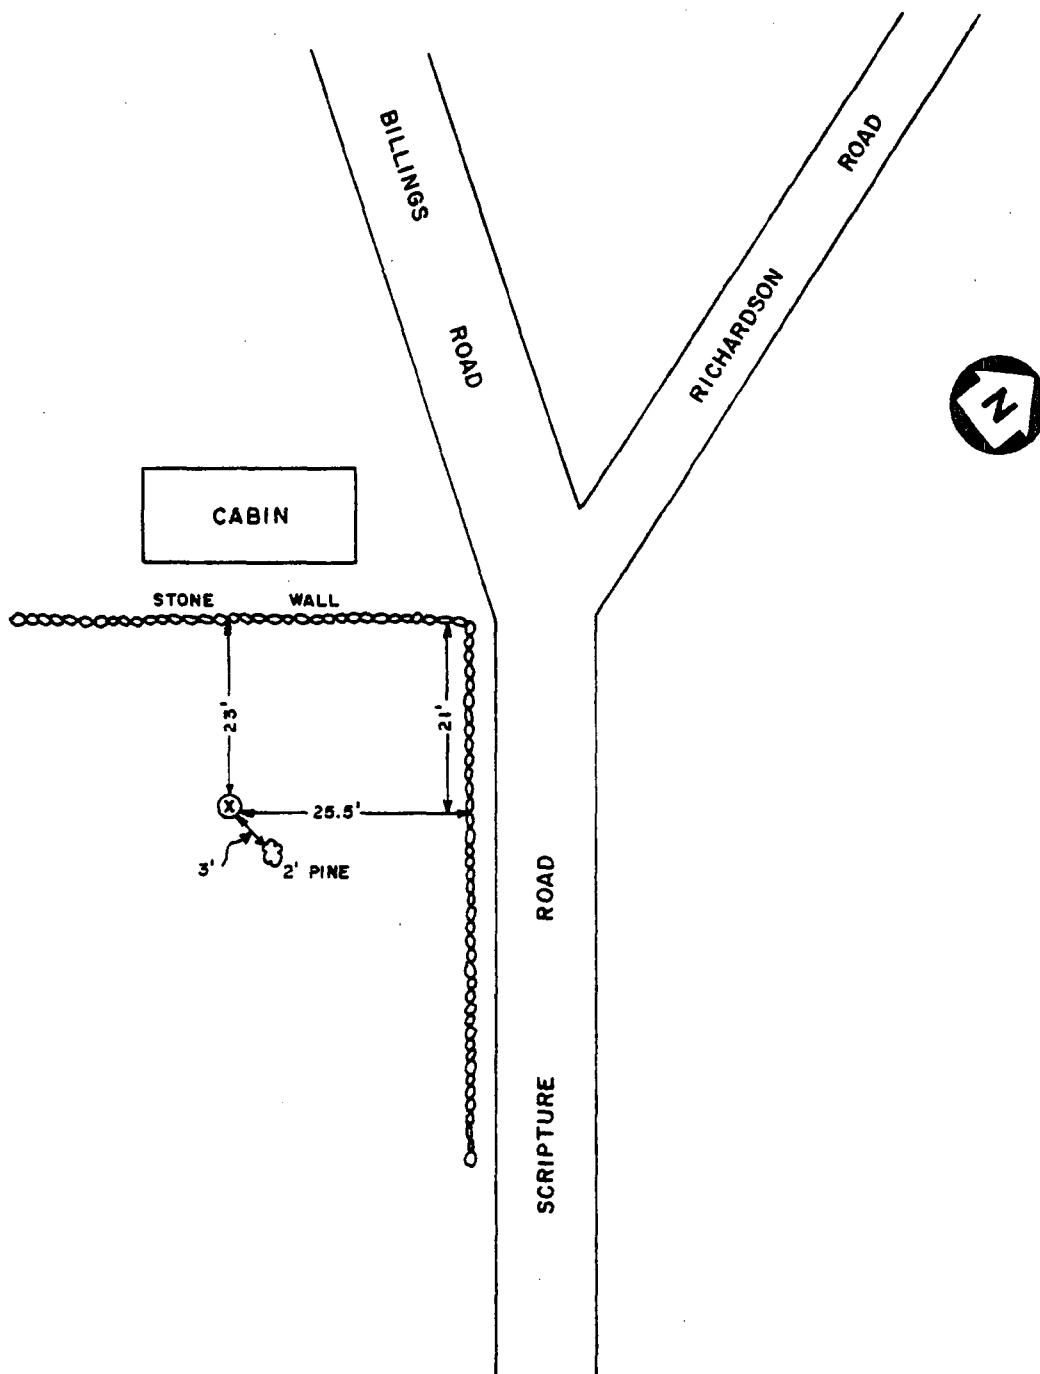 BILLINGS
ROAD
RICHARDSON
ROAD
N
CABIN
STONE WALL
23'
21'
X
25.5'
3'
2' PINE
ROAD
SCRIPTURE